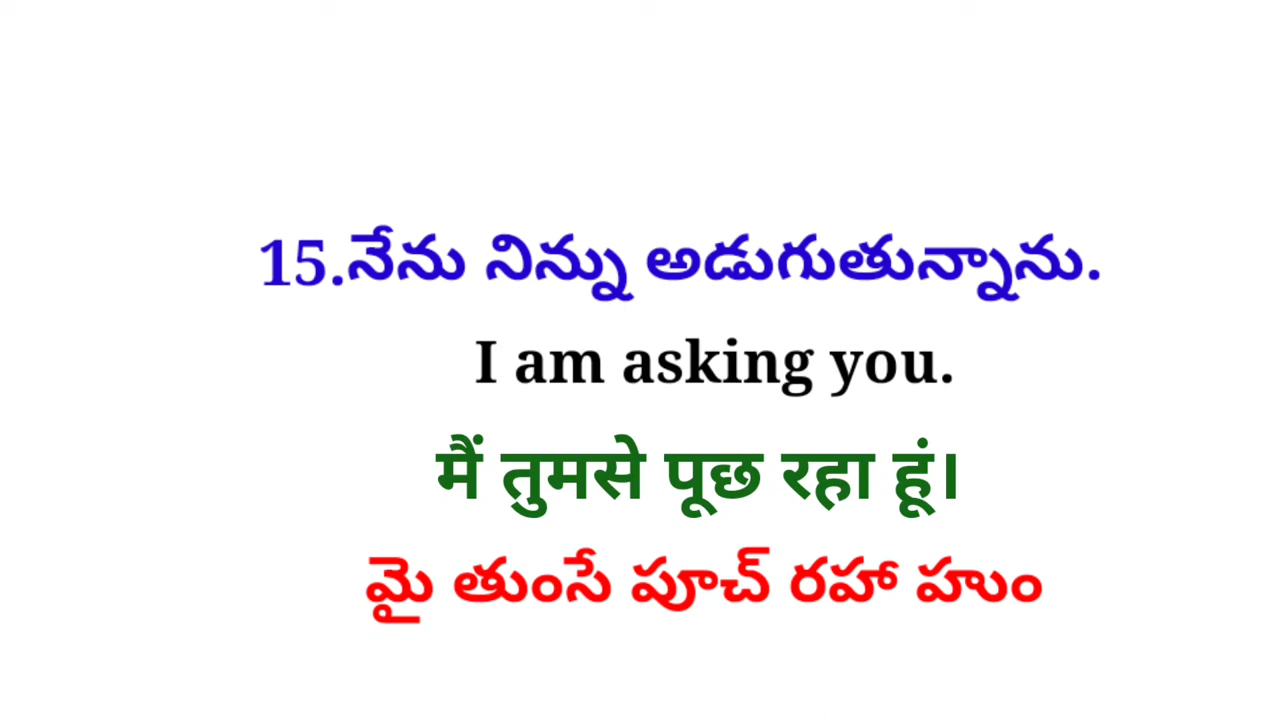 15.నేను నిన్ను అడుగుతున్నాను.
I am asking you.
मैं तुमसे पूछ रहा हूं।
మై తుంసే పూచ్ రహా హుం